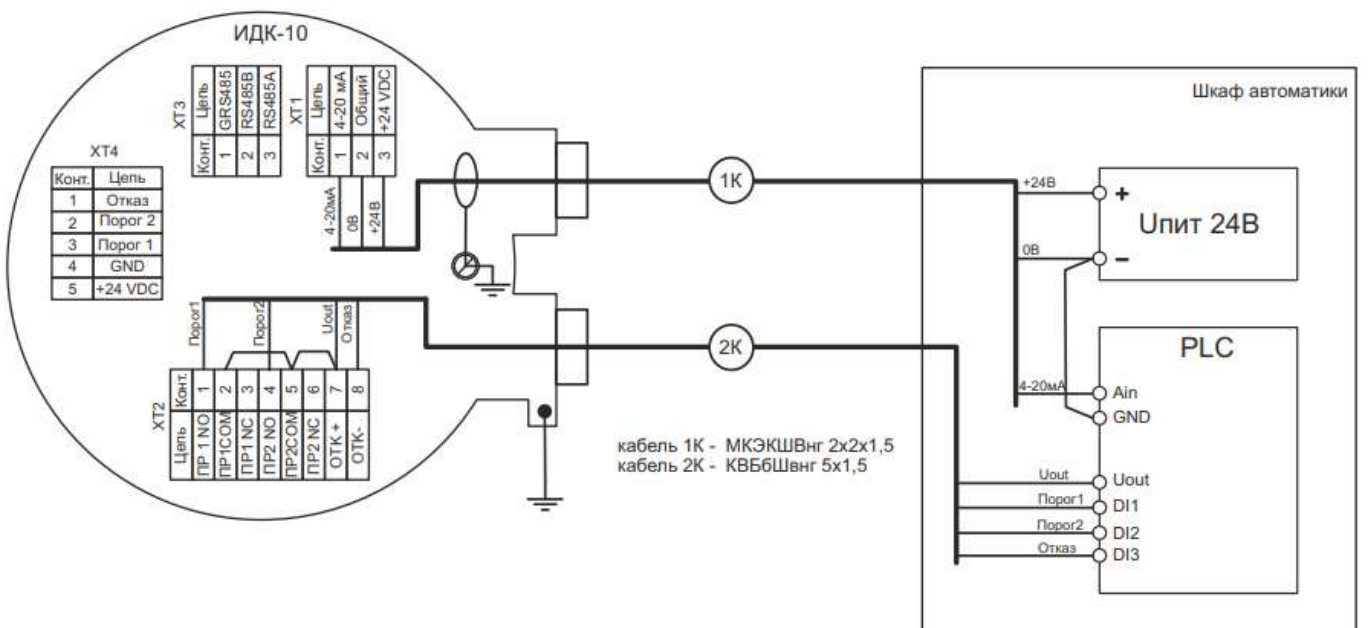 ИДК-10
Шкаф автоматики
XT3
Конт. Цепь
1 GRS485
2 RS485B
3 RS485A
XT1
Конт. Цепь
1 4-20 мА
2 Общий
3 +24 VDC
4-20мА
0В
+24В
XT4
Конт. Цепь
1 Отказ
2 Порог 2
3 Порог 1
4 GND
5 +24 VDC
1К
+24В
+
0В
-
Uпит 24В
Порог1
Порог2
Uout
Отказ
2К
PLC
4-20мА
Ain
GND
XT2
Цепь Конт.
ПР 1 NO 1
ПР1COM 2
ПР1 NC 3
ПР2 NO 4
ПР2COM 5
ПР2 NC 6
ОТК + 7
ОТК- 8
кабель 1К - МКЭКШВнг 2х2х1,5
кабель 2К - КВБбШвнг 5х1,5
Uout Uout
Порог1 DI1
Порог2 DI2
Отказ DI3